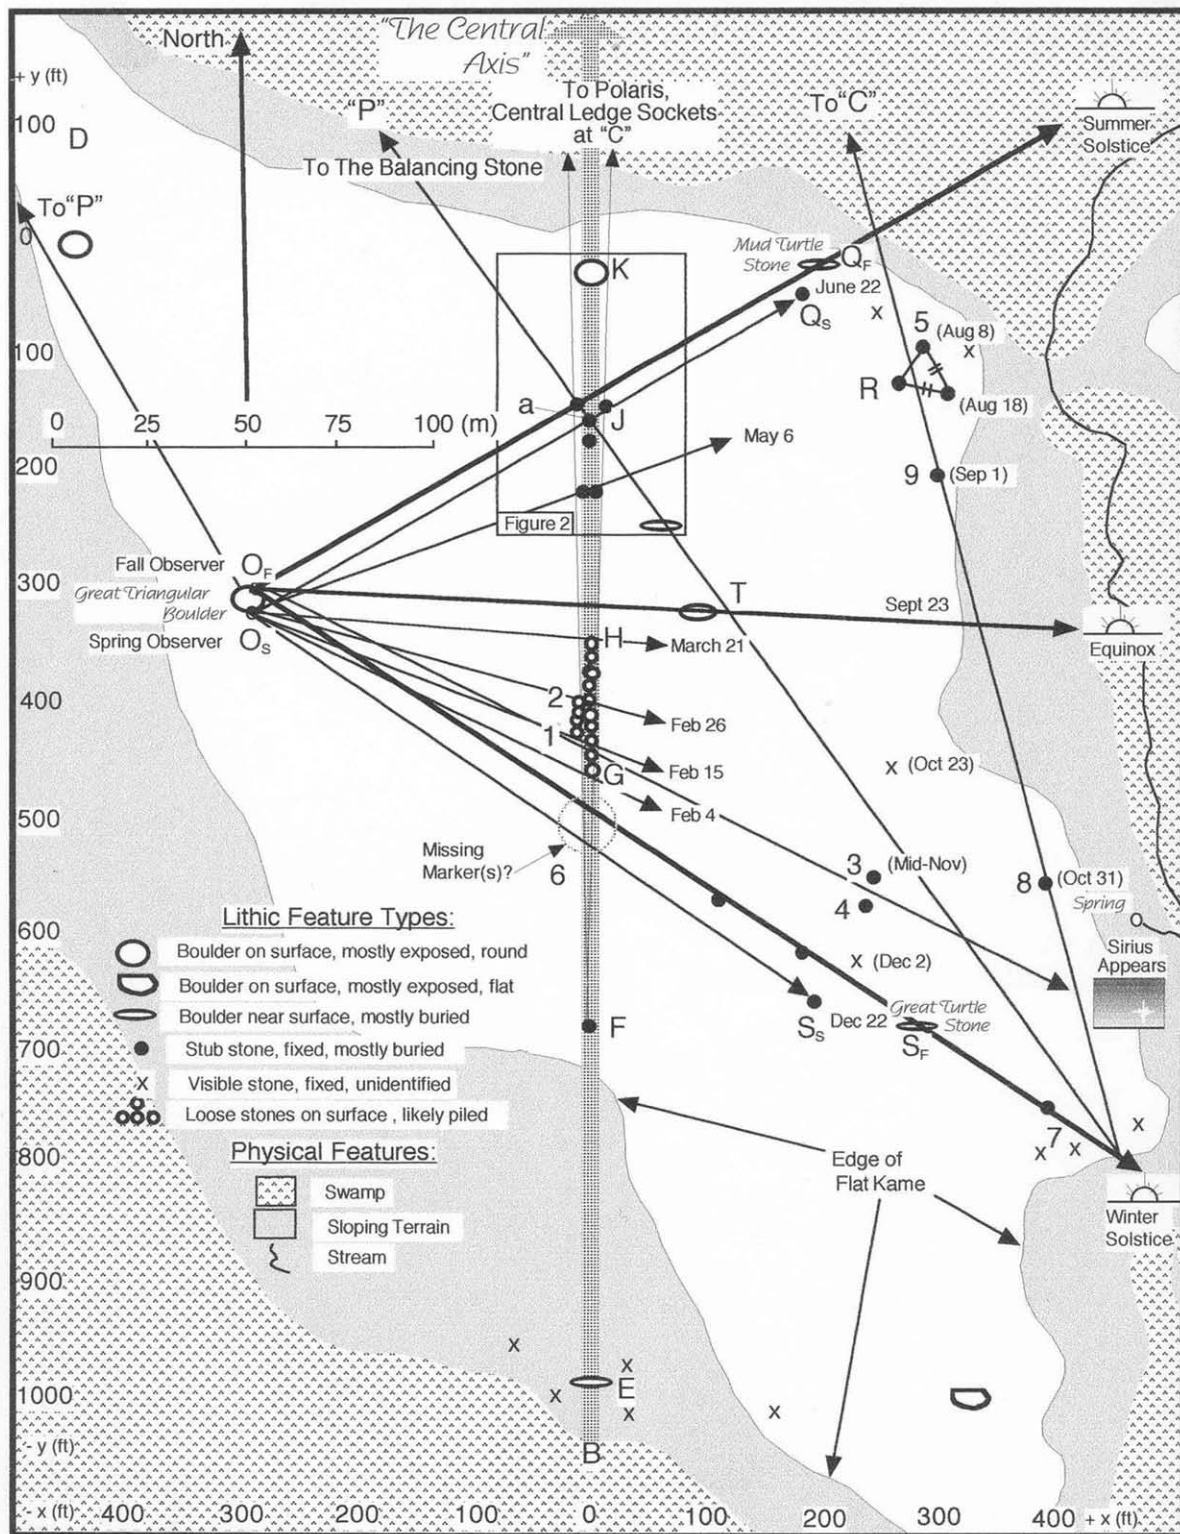 "The Central
Axis"
North
+ y (ft)
100
D
"P"
To Polaris,
Central Ledge Sockets
at "C"
To "C"
Summer
Solstice
To The Balancing Stone
To "P"
0
Mud Turtle
Stone
QF
K
June 22
QS
x
5
(Aug 8)
x
100
R
(Aug 18)
a
J
0
25
50
75
100 (m)
May 6
200
9
(Sep 1)
Figure 2
Fall Observer
OF
300
Great Triangular
Boulder
T
Sept 23
Spring Observer
OS
H
March 21
Equinox
2
400
Feb 26
1
Feb 15
G
x (Oct 23)
500
Feb 4
Missing
Marker(s)?
6
3
(Mid-Nov)
4
8
(Oct 31)
Spring
Lithic Feature Types:
600
Boulder on surface, mostly exposed, round
x (Dec 2)
Sirius
Appears
Boulder on surface, mostly exposed, flat
Boulder near surface, mostly buried
SS
Dec 22
Great Turtle
Stone
SF
F
700
Stub stone, fixed, mostly buried
x
Visible stone, fixed, unidentified
Loose stones on surface , likely piled
7
x
x
x
800
Physical Features:
Edge of
Flat Kame
Swamp
Winter
Solstice
Sloping Terrain
Stream
900
x
x
x
E
x
x
1000
- y (ft)
B
- x (ft)
400
300
200
100
0
100
200
300
400
+ x (ft)